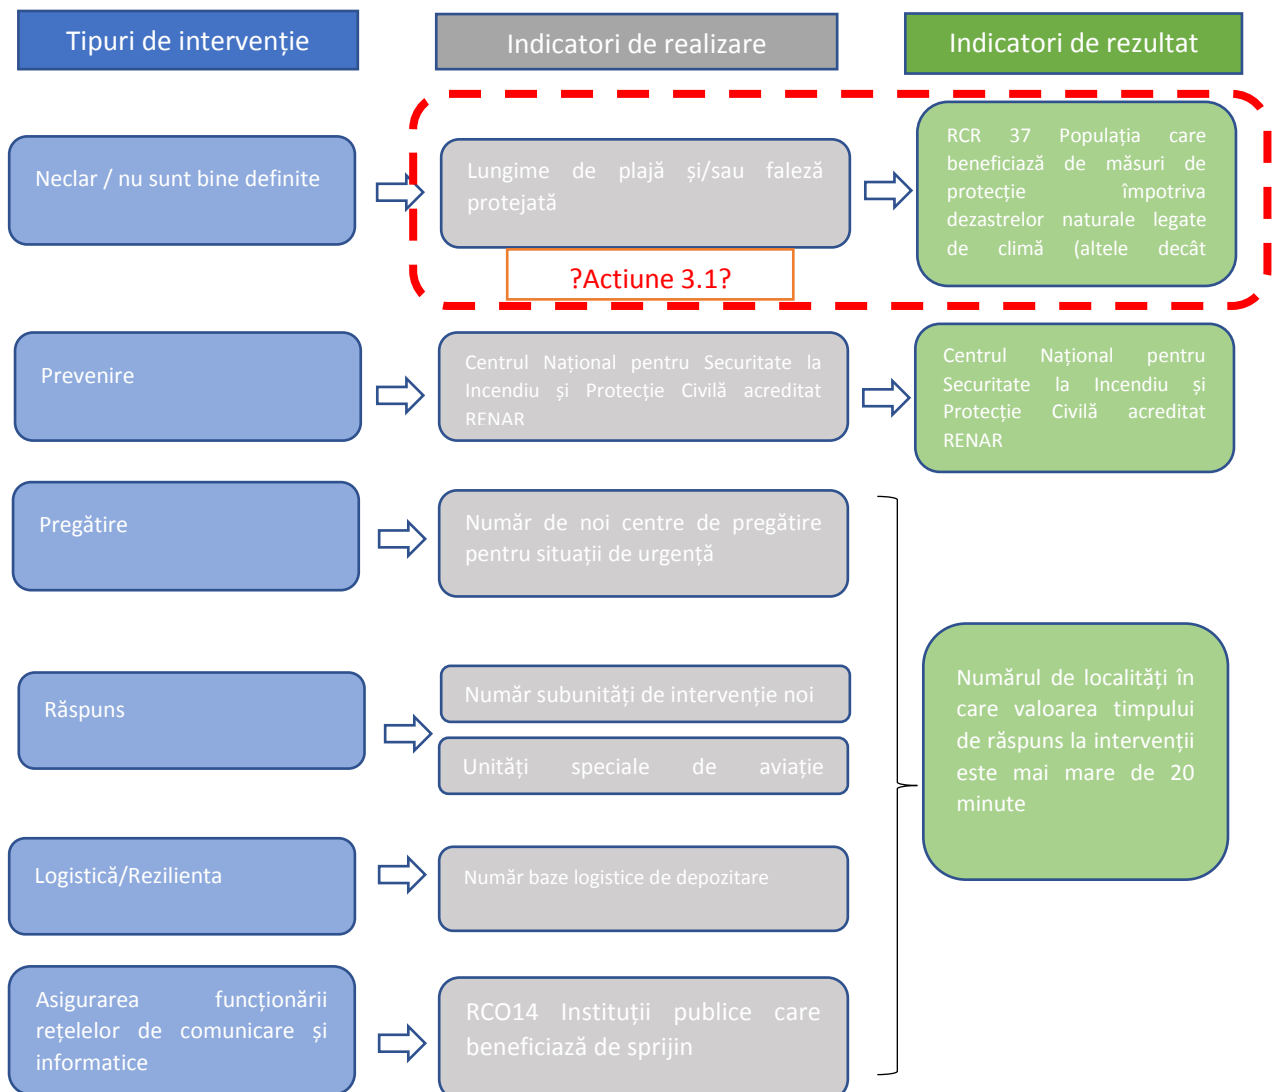 Tipuri de intervenție
Indicatori de realizare
Indicatori de rezultat
Neclar / nu sunt bine definite
Lungime de plajă și/sau faleză
protejată
RCR 37 Populația care
beneficiază de măsuri de
protecție împotriva
dezastrelor naturale legate
de climă (altele decât
?Actiune 3.1?
Prevenire
Centrul Național pentru Securitate la
Incendiu și Protecție Civilă acreditat
RENAR
Centrul Național pentru
Securitate la Incendiu și
Protecție Civilă acreditat
RENAR
Pregătire
Număr de noi centre de pregătire
pentru situații de urgență
Răspuns
Număr subunități de intervenție noi
Unități speciale de aviație
Numărul de localități în
care valoarea timpului
de răspuns la intervenții
este mai mare de 20
minute
Logistică/Rezilienta
Număr baze logistice de depozitare
Asigurarea funcționării
rețelelor de comunicare și
informatice
RCO14 Instituții publice care
beneficiază de sprijin